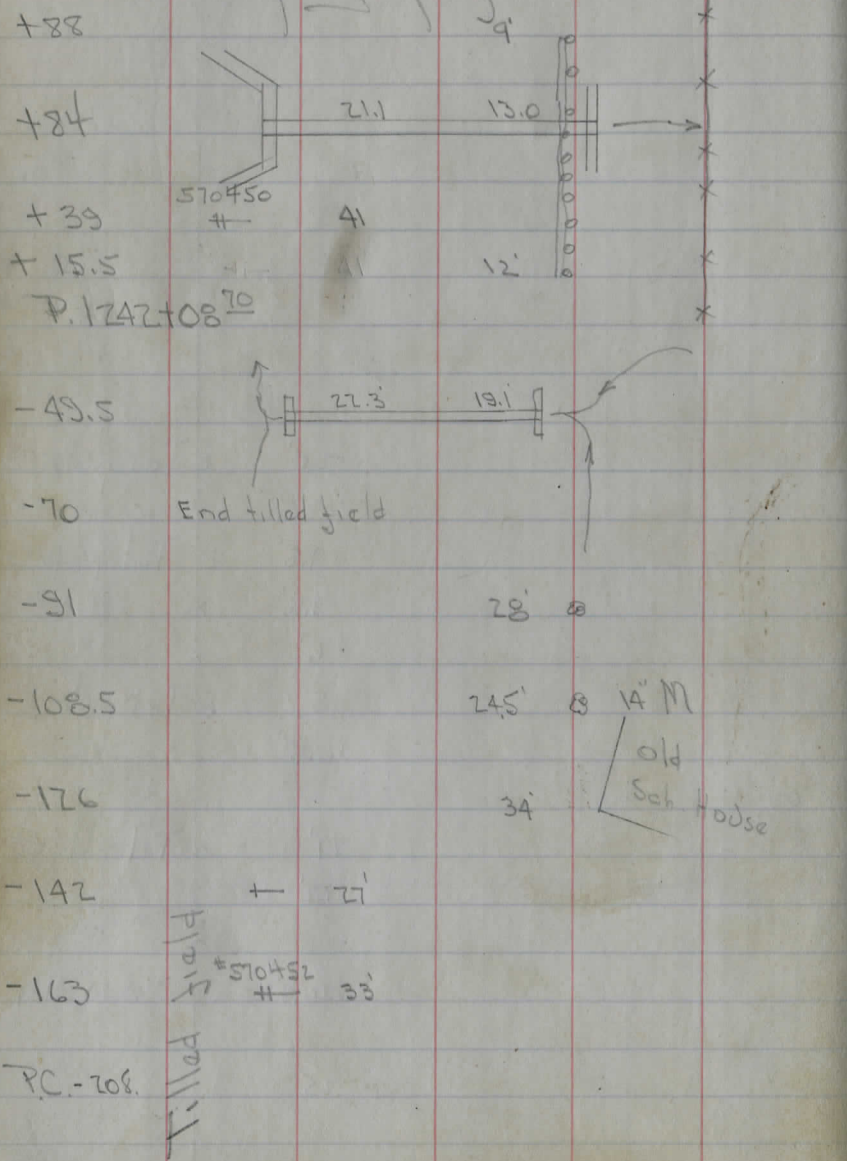 +88 9'
+84 21.1 13.0
570450
+39 41
+15.5 41 12'
P. 1242+08 70
-49.5 22.3' 19.1'
-70 End tilled field
-91 28'
-108.5 24.5' 14" M
Old
-126 34' Sch. House
-142 27'
#570452
-163 33'
P.C. -208.
Tilled field